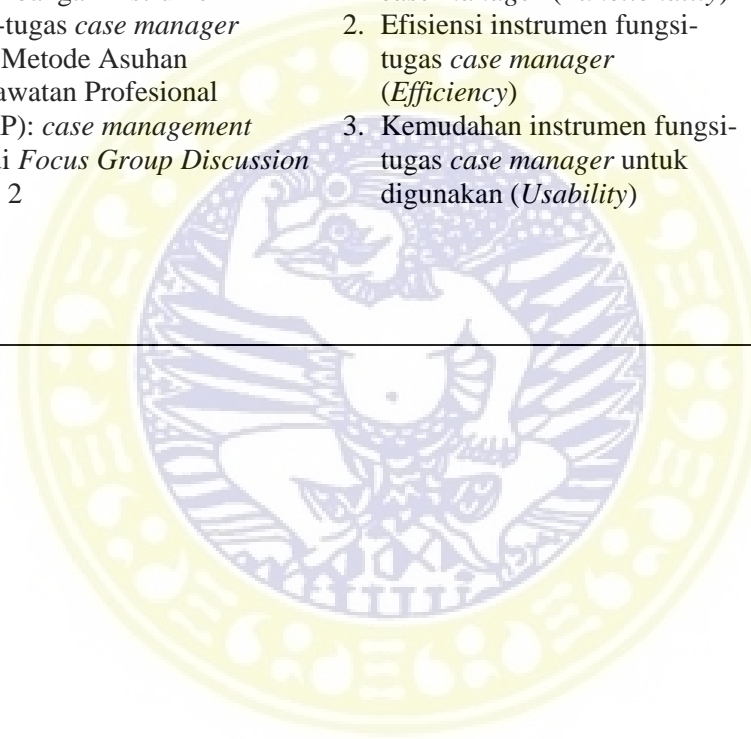 -tugas case manager
Metode Asuhan
awatan Profesional
P): case management
i Focus Group Discussion
2
2. Efisiensi instrumen fungsi-
tugas case manager
(Efficiency)
3. Kemudahan instrumen fungsi-
tugas case manager untuk
digunakan (Usability)